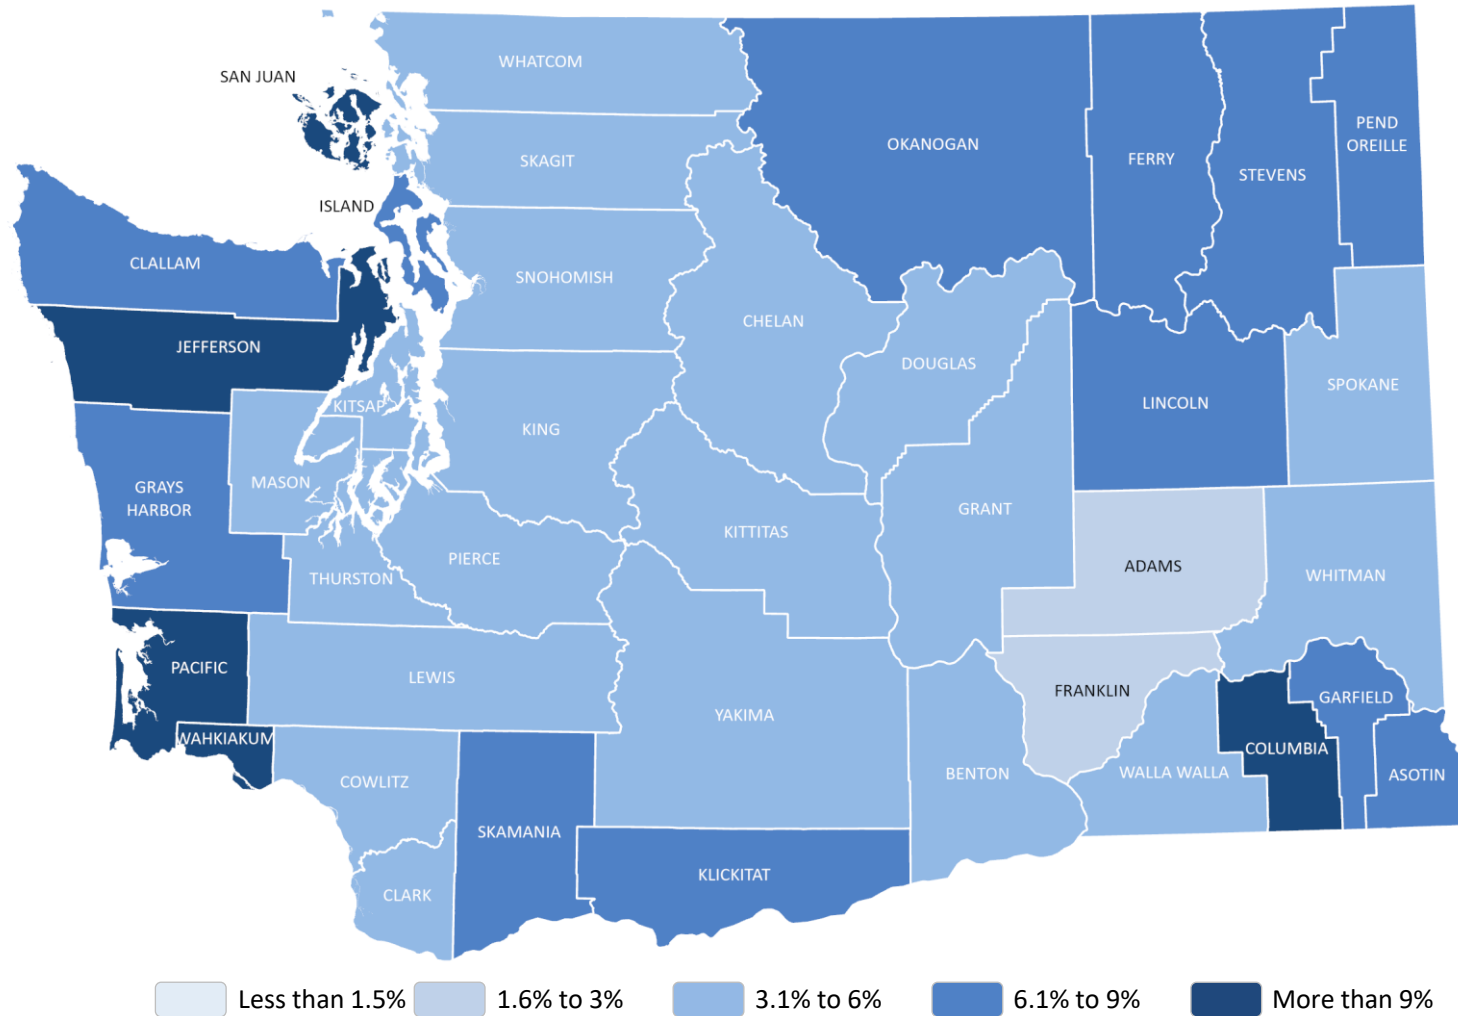 WHATCOM
SAN JUAN
PEND
OREILLE
OKANOGAN
FERRY
SKAGIT
STEVENS
ISLAND
CLALLAM
SNOHOMISH
CHELAN
JEFFERSON
DOUGLAS
SPOKANE
LINCOLN
KITSAP
KING
MASON
GRAYS
HARBOR
GRANT
KITTITAS
PIERCE
ADAMS
WHITMAN
THURSTON
PACIFIC
LEWIS
FRANKLIN
GARFIELD
YAKIMA
WAHKIAKUM
COLUMBIA
BENTON
WALLA WALLA
ASOTIN
COWLITZ
SKAMANIA
KLICKITAT
CLARK
Less than 1.5%
1.6% to 3%
3.1% to 6%
6.1% to 9%
More than 9%